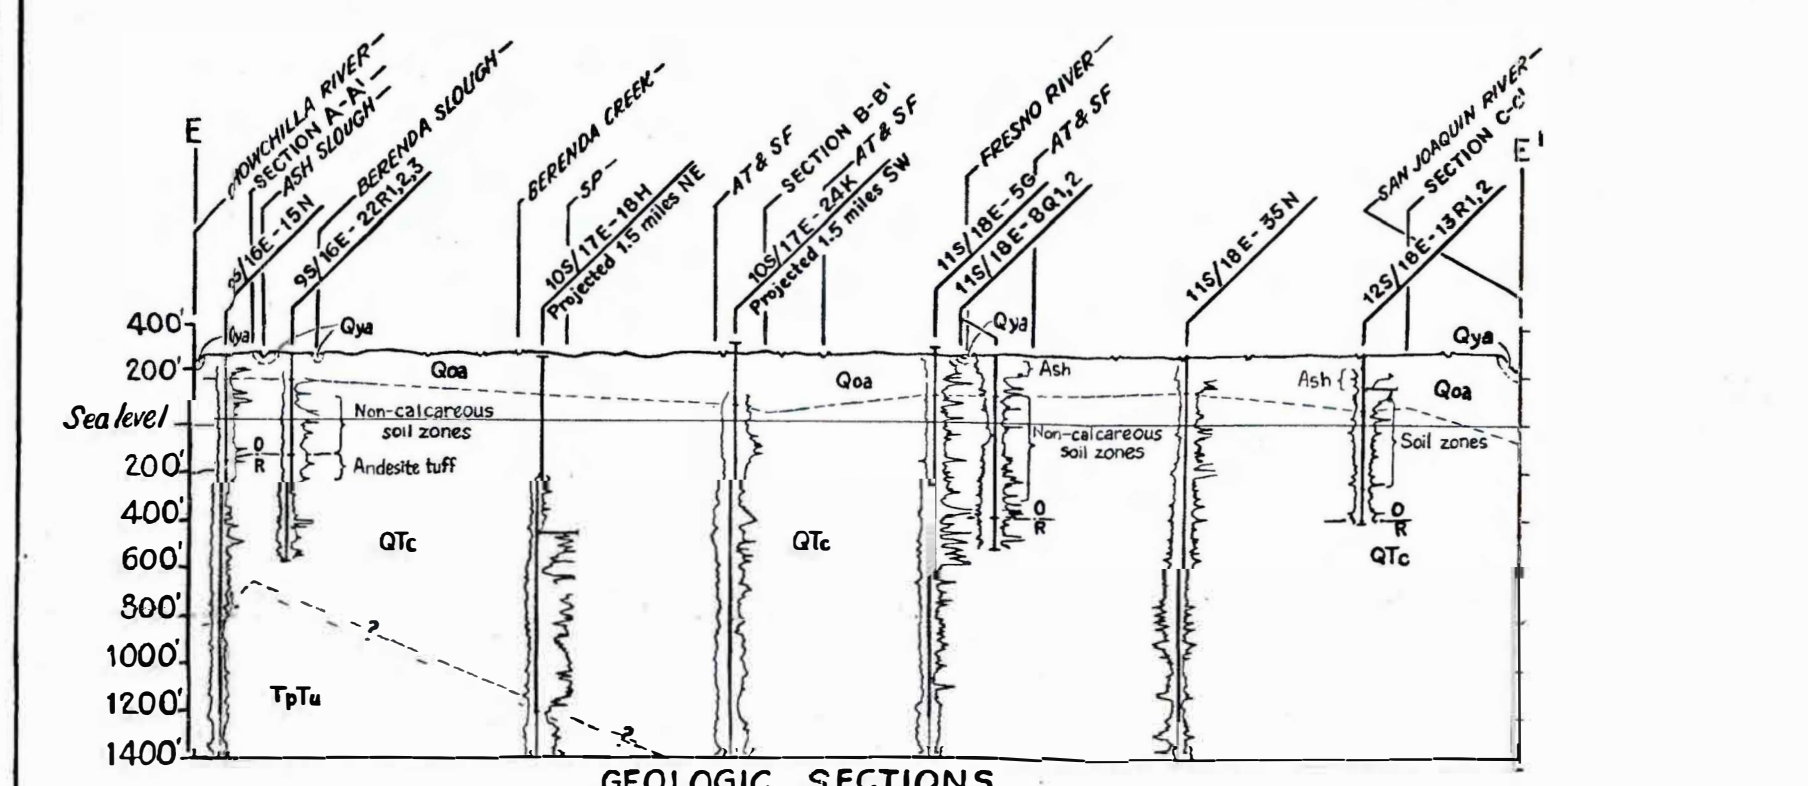 E
CHOWCHILLA RIVER
SECTION A-A'
ASH SLOUGH
9S/16E-15N
BERENDA SLOUGH
9S/16E-22R1,2,3
BERENDA CREEK
SP
10S/17E-18H
Projected 1.5 miles NE
AT & SF
SECTION B-B'
AT & SF
10S/17E-24K
Projected 1.5 miles SW
FRESNO RIVER
AT & SF
11S/18E-5G
11S/18E-8Q1,2
11S/18E-35N
SAN JOAQUIN RIVER
SECTION C-C'
12S/18E-13R1,2
E'
400'
200'
Sea level
200'
400'
600'
800'
1000'
1200'
1400'
Qya
Qya
Qya
Qya
Qoa
Qoa
Qoa
Ash
Ash
Non-calcareous
soil zones
Andesite tuff
O
R
Non-calcareous
soil zones
O
R
Soil zones
O
R
QTc
QTc
QTc
?
TpTu
?
GEOLOGIC SECTIONS